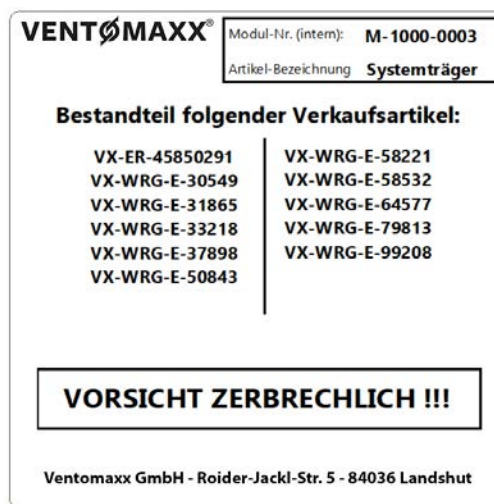 VENTØMAXX®
Modul-Nr. (intern): M-1000-0003
Artikel-Bezeichnung Systemträger
Bestandteil folgender Verkaufsartikel:
VX-ER-45850291
VX-WRG-E-30549
VX-WRG-E-31865
VX-WRG-E-33218
VX-WRG-E-37898
VX-WRG-E-50843
VX-WRG-E-58221
VX-WRG-E-58532
VX-WRG-E-64577
VX-WRG-E-79813
VX-WRG-E-99208
VORSICHT ZERBRECHLICH !!!
Ventomaxx GmbH - Roider-Jackl-Str. 5 - 84036 Landshut